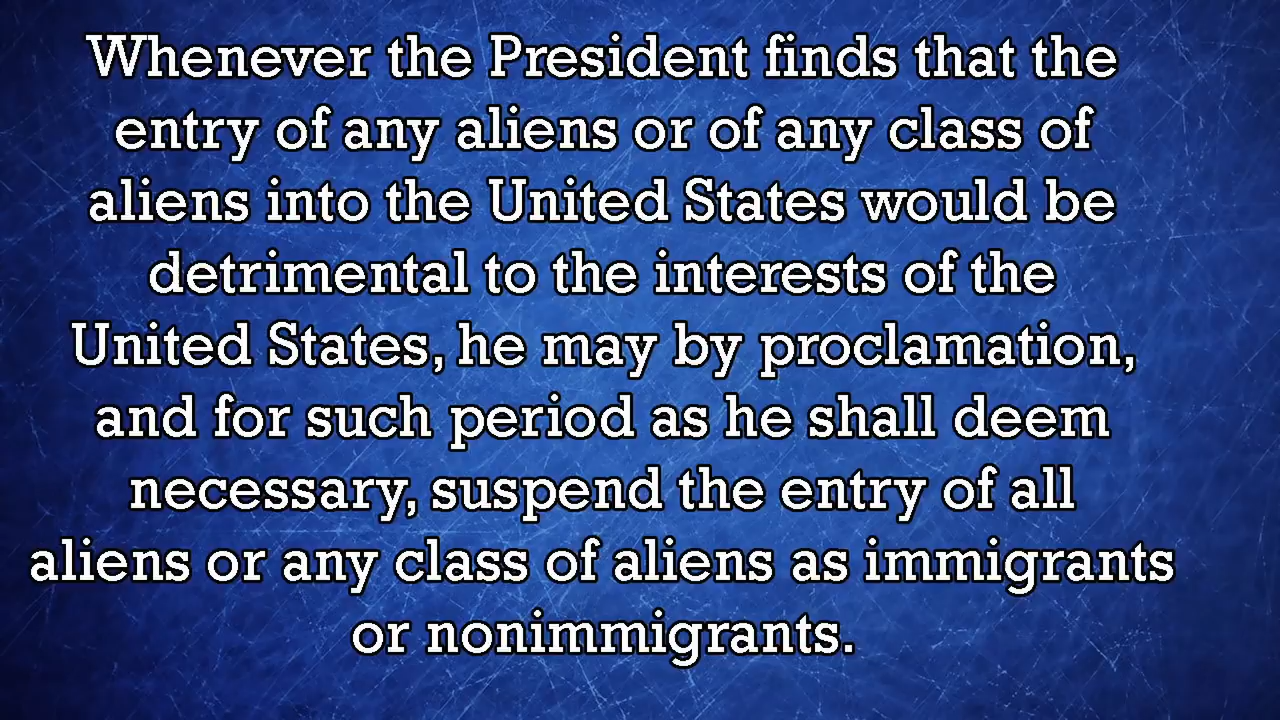 Whenever the President finds that the
entry of any aliens or of any class of
aliens into the United States would be
detrimental to the interests of the
United States, he may by proclamation,
and for such period as he shall deem
necessary, suspend the entry of all
aliens or any class of aliens as immigrants
or nonimmigrants.